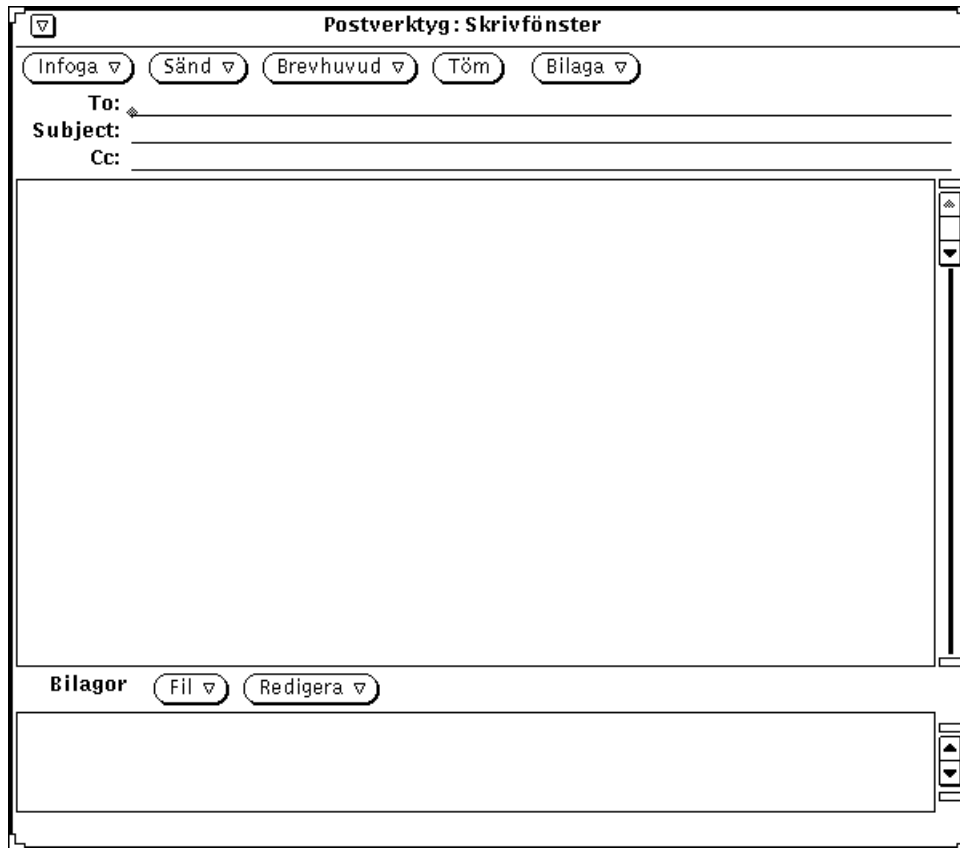 Postverktyg: Skrivfönster
Infoga Sänd Brevhuvud Töm Bilaga
To:
Subject:
Cc:
Bilagor Fil Redigera